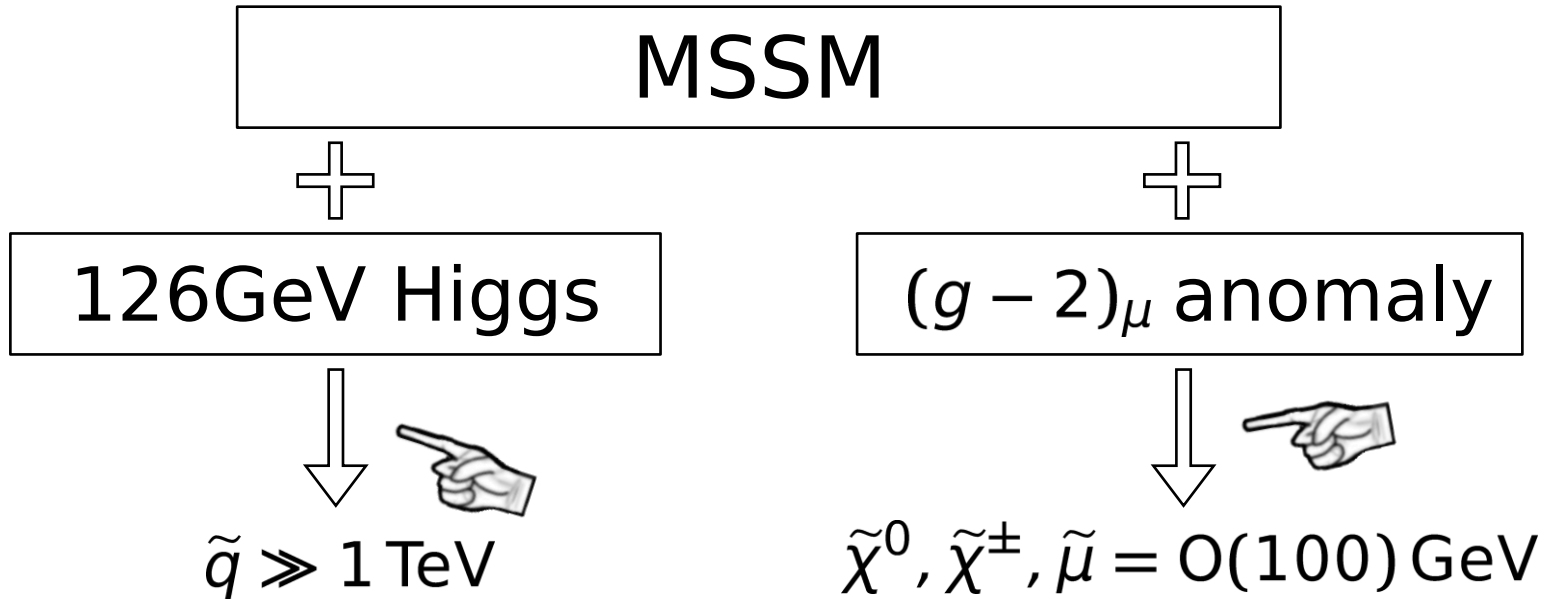 MSSM
126GeV Higgs
(g − 2)μ anomaly
q̃ ≫ 1 TeV
χ̃⁰, χ̃±, μ̃ = O(100) GeV